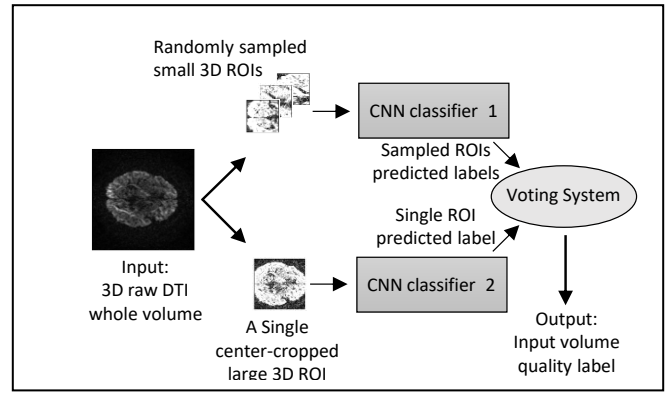 Randomly sampled
small 3D ROIs
CNN classifier 1
Sampled ROIs
predicted labels
Voting System
Single ROI
predicted label
Input:
3D raw DTI
whole volume
CNN classifier 2
A Single
center-cropped
large 3D ROI
Output:
Input volume
quality label